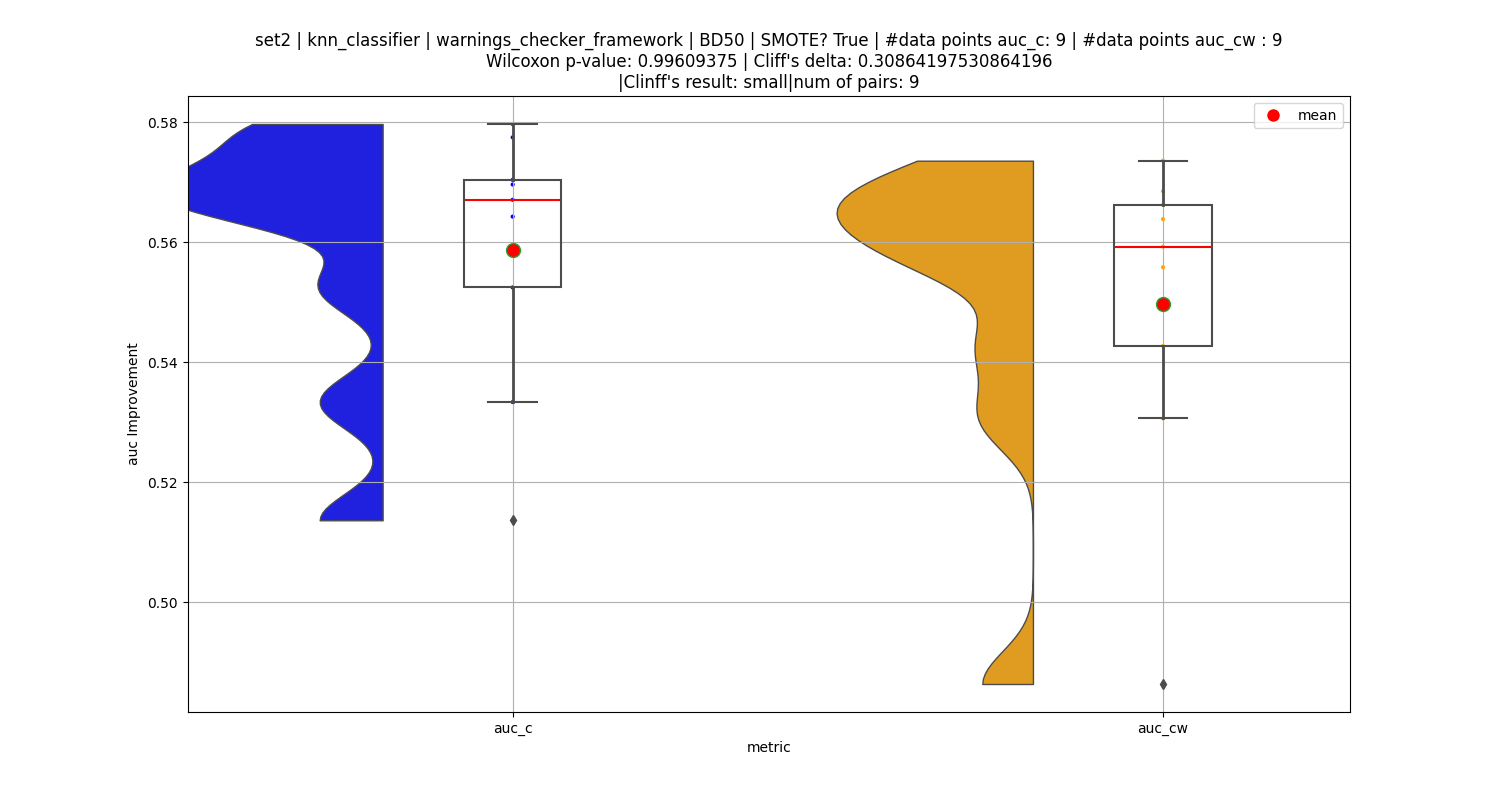 set2 | knn_classifier | warnings_checker_framework | BD50 | SMOTE? True | #data points auc_c: 9 | #data points auc_cw : 9
Wilcoxon p-value: 0.99609375 | Cliff's delta: 0.30864197530864196
|Clinff's result: small|num of pairs: 9
mean
0.58
0.56
0.54
0.52
0.50
auc Improvement
auc_c
auc_cw
metric